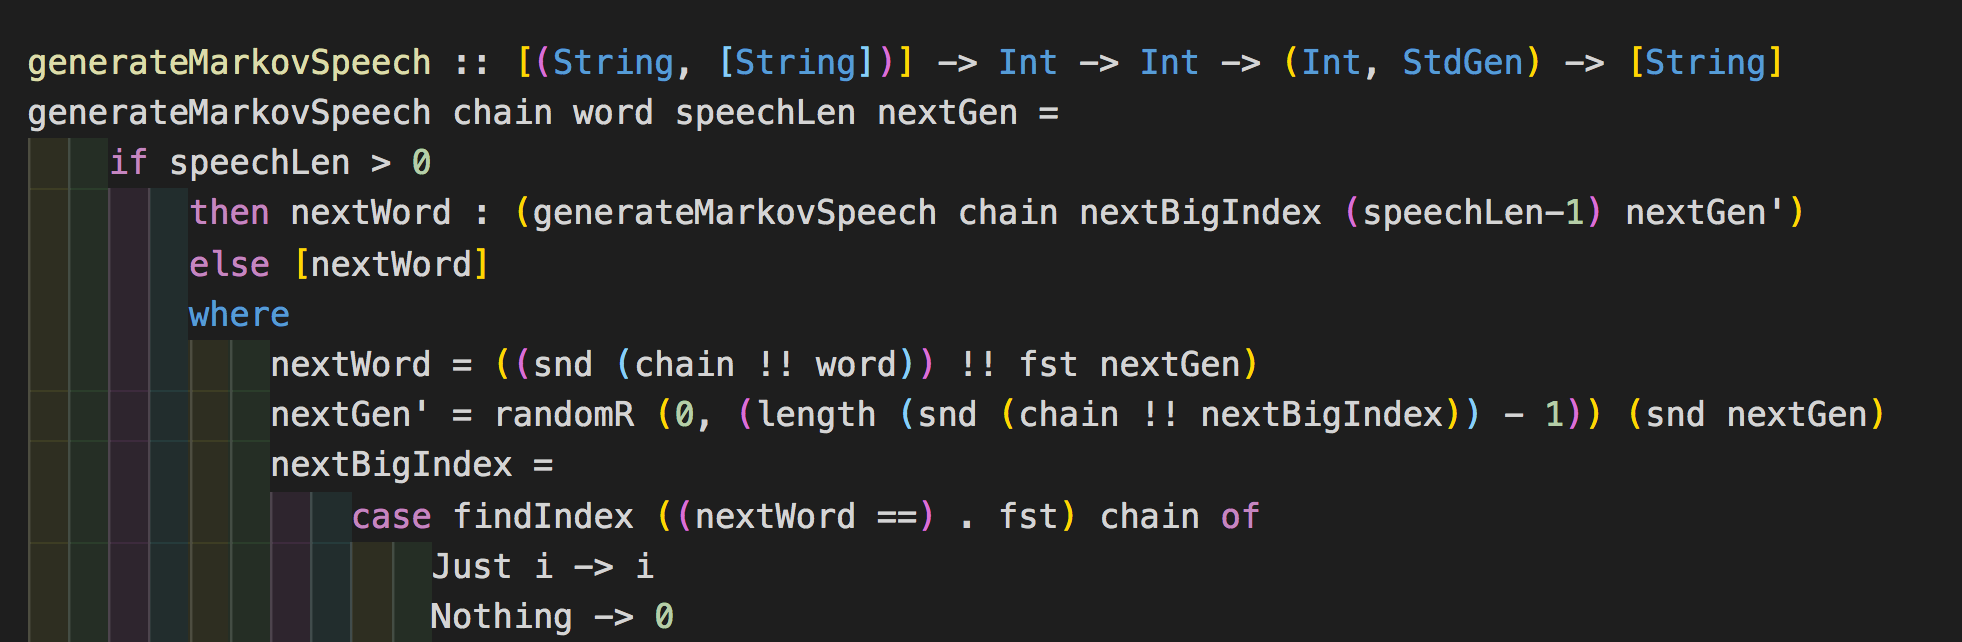 generateMarkovSpeech :: [(String, [String])] -> Int -> Int -> (Int, StdGen) -> [String]
generateMarkovSpeech chain word speechLen nextGen =
    if speechLen > 0
        then nextWord : (generateMarkovSpeech chain nextBigIndex (speechLen-1) nextGen')
        else [nextWord]
        where
            nextWord = ((snd (chain !! word)) !! fst nextGen)
            nextGen' = randomR (0, (length (snd (chain !! nextBigIndex)) - 1)) (snd nextGen)
            nextBigIndex =
                case findIndex ((nextWord ==) . fst) chain of
                    Just i -> i
                    Nothing -> 0